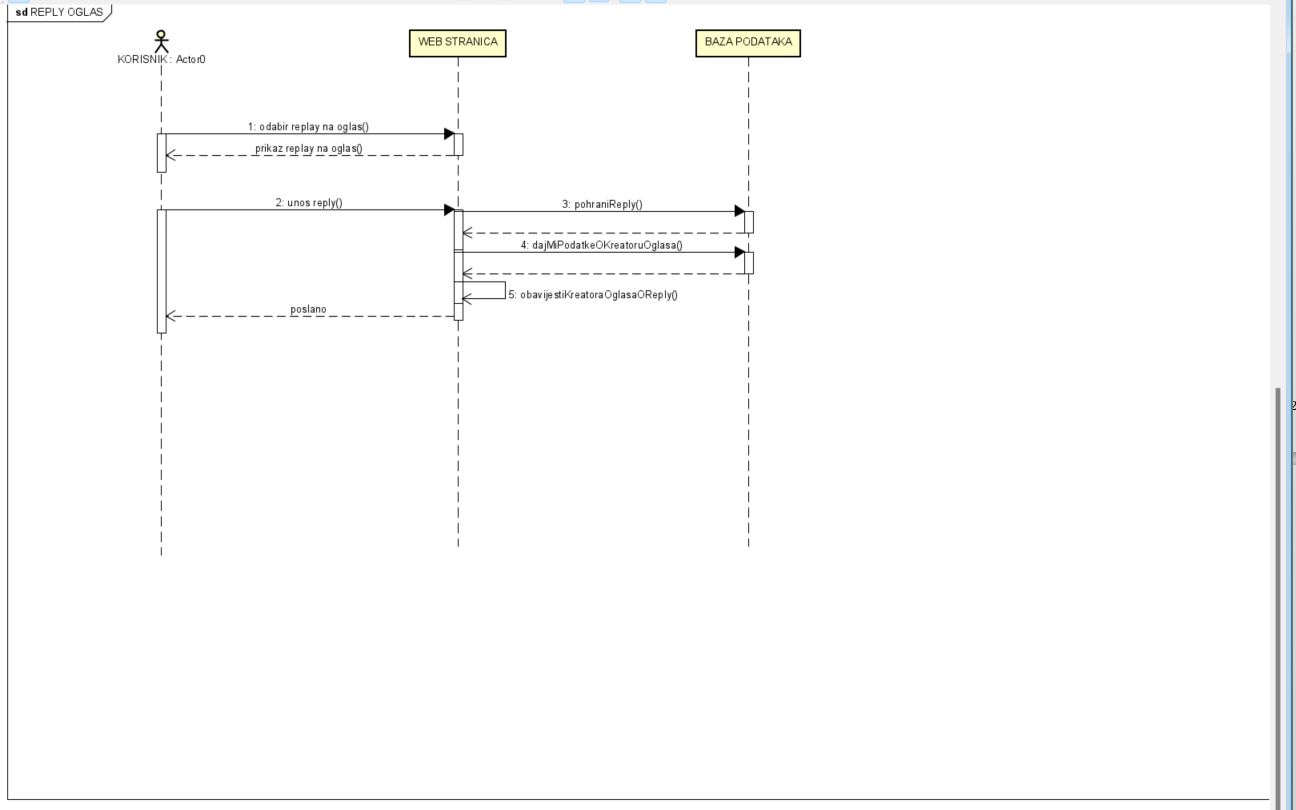 sd REPLY OGLAS
KORISNIK : Actor0
WEB STRANICA
BAZA PODATAKA
1: odabir replay na oglas()
prikaz replay na oglas()
2: unos reply()
3: pohraniReply()
4: dajMiPodatkeOKreatoruOglasa()
5: obavijestiKreatoraOglasaOReply()
poslano